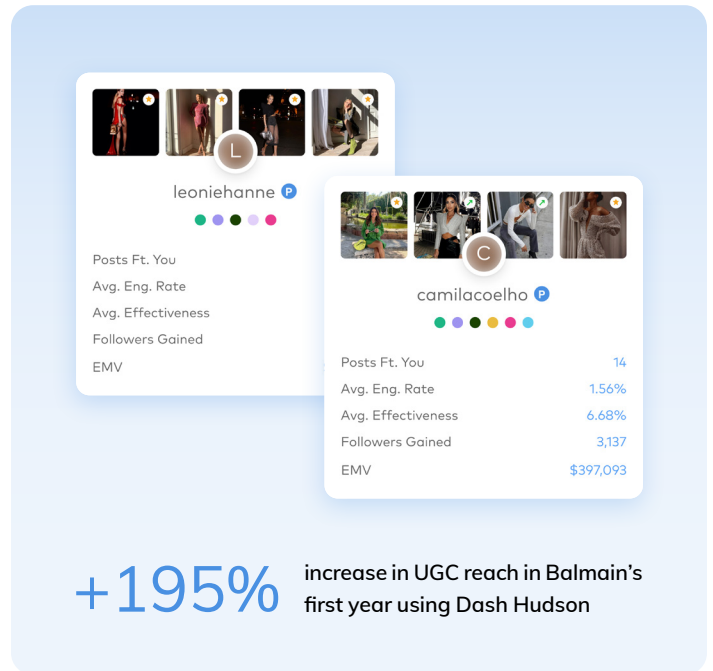 L
leoniehanne P
Posts Ft. You
Avg. Eng. Rate
Avg. Effectiveness
Followers Gained
EMV
C
camilacoelho P
Posts Ft. You 14
Avg. Eng. Rate 1.56%
Avg. Effectiveness 6.68%
Followers Gained 3,137
EMV $397,093
+195%
increase in UGC reach in Balmain’s
first year using Dash Hudson